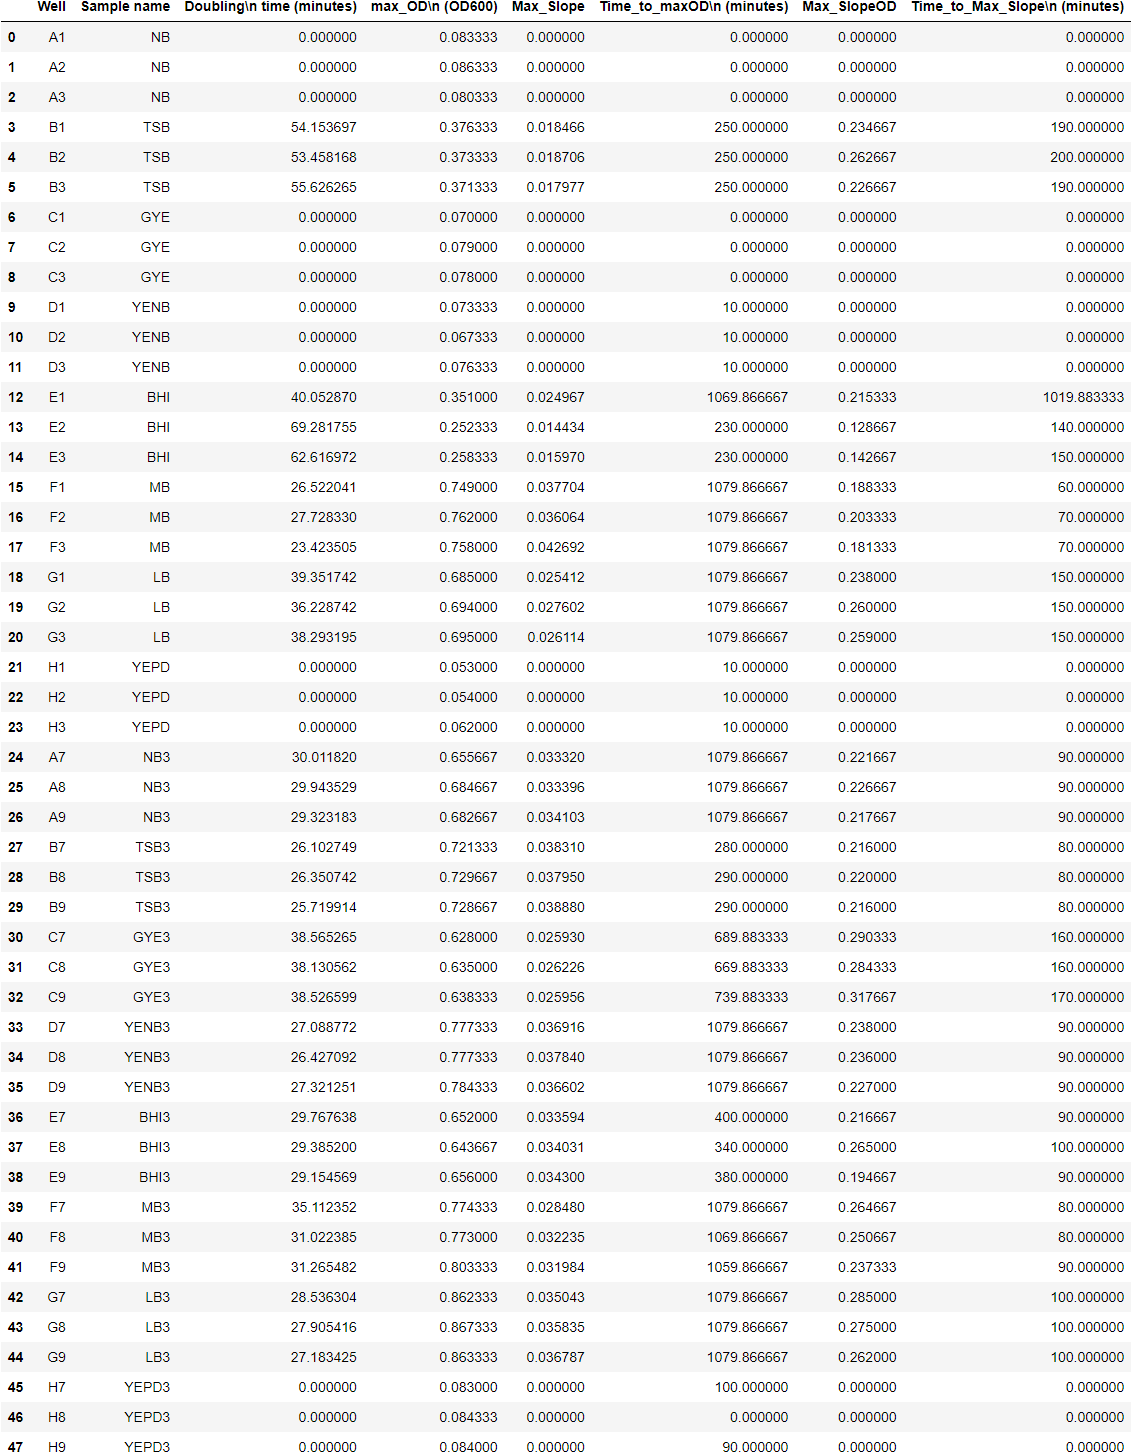 Well Sample name Doubling\n time (minutes) max_OD\n (OD600) Max_Slope Time_to_maxOD\n (minutes) Max_SlopeOD Time_to_Max_Slope\n (minutes)
0 A1 NB 0.000000 0.083333 0.000000 0.000000 0.000000 0.000000
1 A2 NB 0.000000 0.086333 0.000000 0.000000 0.000000 0.000000
2 A3 NB 0.000000 0.080333 0.000000 0.000000 0.000000 0.000000
3 B1 TSB 54.153697 0.376333 0.018466 250.000000 0.234667 190.000000
4 B2 TSB 53.458168 0.373333 0.018706 250.000000 0.262667 200.000000
5 B3 TSB 55.626265 0.371333 0.017977 250.000000 0.226667 190.000000
6 C1 GYE 0.000000 0.070000 0.000000 0.000000 0.000000 0.000000
7 C2 GYE 0.000000 0.079000 0.000000 0.000000 0.000000 0.000000
8 C3 GYE 0.000000 0.078000 0.000000 0.000000 0.000000 0.000000
9 D1 YENB 0.000000 0.073333 0.000000 10.000000 0.000000 0.000000
10 D2 YENB 0.000000 0.067333 0.000000 10.000000 0.000000 0.000000
11 D3 YENB 0.000000 0.076333 0.000000 10.000000 0.000000 0.000000
12 E1 BHI 40.052870 0.351000 0.024967 1069.866667 0.215333 1019.883333
13 E2 BHI 69.281755 0.252333 0.014434 230.000000 0.128667 140.000000
14 E3 BHI 62.616972 0.258333 0.015970 230.000000 0.142667 150.000000
15 F1 MB 26.522041 0.749000 0.037704 1079.866667 0.188333 60.000000
16 F2 MB 27.728330 0.762000 0.036064 1079.866667 0.203333 70.000000
17 F3 MB 23.423505 0.758000 0.042692 1079.866667 0.181333 70.000000
18 G1 LB 39.351742 0.685000 0.025412 1079.866667 0.238000 150.000000
19 G2 LB 36.228742 0.694000 0.027602 1079.866667 0.260000 150.000000
20 G3 LB 38.293195 0.695000 0.026114 1079.866667 0.259000 150.000000
21 H1 YEPD 0.000000 0.053000 0.000000 10.000000 0.000000 0.000000
22 H2 YEPD 0.000000 0.054000 0.000000 10.000000 0.000000 0.000000
23 H3 YEPD 0.000000 0.062000 0.000000 10.000000 0.000000 0.000000
24 A7 NB3 30.011820 0.655667 0.033320 1079.866667 0.221667 90.000000
25 A8 NB3 29.943529 0.684667 0.033396 1079.866667 0.226667 90.000000
26 A9 NB3 29.323183 0.682667 0.034103 1079.866667 0.217667 90.000000
27 B7 TSB3 26.102749 0.721333 0.038310 280.000000 0.216000 80.000000
28 B8 TSB3 26.350742 0.729667 0.037950 290.000000 0.220000 80.000000
29 B9 TSB3 25.719914 0.728667 0.038880 290.000000 0.216000 80.000000
30 C7 GYE3 38.565265 0.628000 0.025930 689.883333 0.290333 160.000000
31 C8 GYE3 38.130562 0.635000 0.026226 669.883333 0.284333 160.000000
32 C9 GYE3 38.526599 0.638333 0.025956 739.883333 0.317667 170.000000
33 D7 YENB3 27.088772 0.777333 0.036916 1079.866667 0.238000 90.000000
34 D8 YENB3 26.427092 0.777333 0.037840 1079.866667 0.236000 90.000000
35 D9 YENB3 27.321251 0.784333 0.036602 1079.866667 0.227000 90.000000
36 E7 BHI3 29.767638 0.652000 0.033594 400.000000 0.216667 90.000000
37 E8 BHI3 29.385200 0.643667 0.034031 340.000000 0.265000 100.000000
38 E9 BHI3 29.154569 0.656000 0.034300 380.000000 0.194667 90.000000
39 F7 MB3 35.112352 0.774333 0.028480 1079.866667 0.264667 80.000000
40 F8 MB3 31.022385 0.773000 0.032235 1069.866667 0.250667 80.000000
41 F9 MB3 31.265482 0.803333 0.031984 1059.866667 0.237333 90.000000
42 G7 LB3 28.536304 0.862333 0.035043 1079.866667 0.285000 100.000000
43 G8 LB3 27.905416 0.867333 0.035835 1079.866667 0.275000 100.000000
44 G9 LB3 27.183425 0.863333 0.036787 1079.866667 0.262000 100.000000
45 H7 YEPD3 0.000000 0.083000 0.000000 100.000000 0.000000 0.000000
46 H8 YEPD3 0.000000 0.084333 0.000000 0.000000 0.000000 0.000000
47 H9 YEPD3 0.000000 0.084000 0.000000 90.000000 0.000000 0.000000